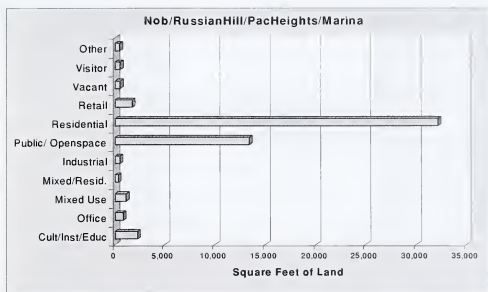 Nob/RussianHill/PacHeights/Marina
Other
Visitor
Vacant
Retail
Residential
Public/ Openspace
Industrial
Mixed/Resid.
Mixed Use
Office
Cult/Inst/Educ
0 5,000 10,000 15,000 20,000 25,000 30,000 35,000
Square Feet of Land